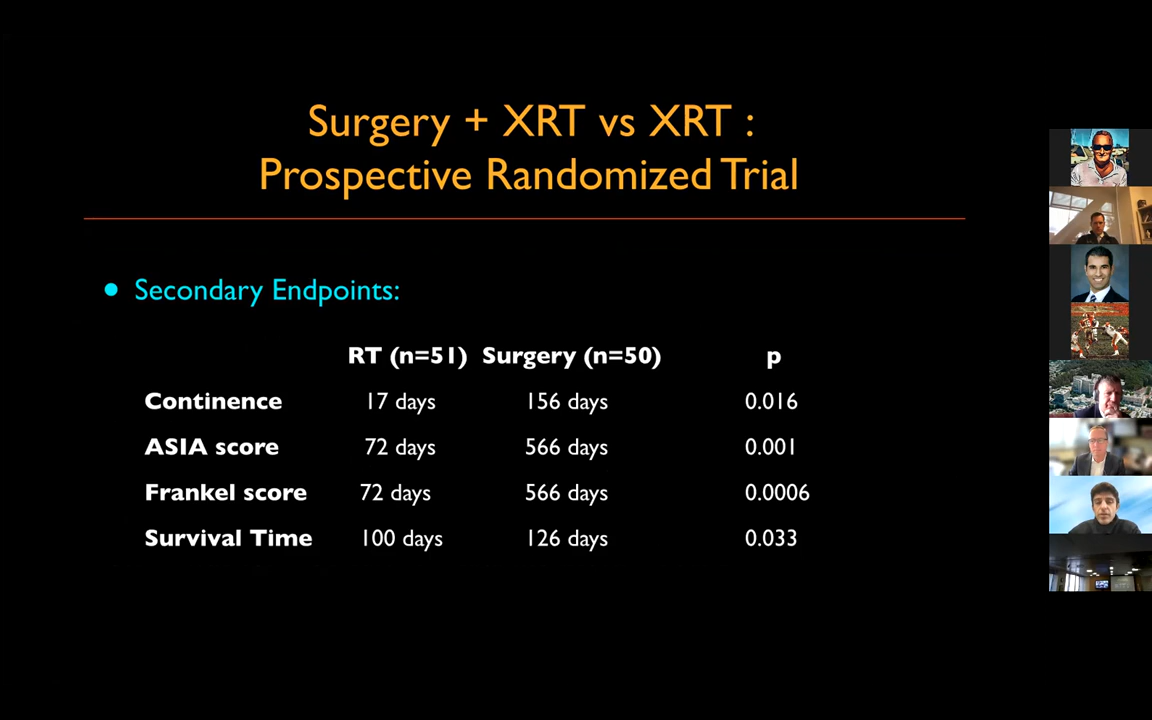 Surgery + XRT vs XRT :
Prospective Randomized Trial
• Secondary Endpoints:
RT (n=51) Surgery (n=50) p
Continence 17 days 156 days 0.016
ASIA score 72 days 566 days 0.001
Frankel score 72 days 566 days 0.0006
Survival Time 100 days 126 days 0.033